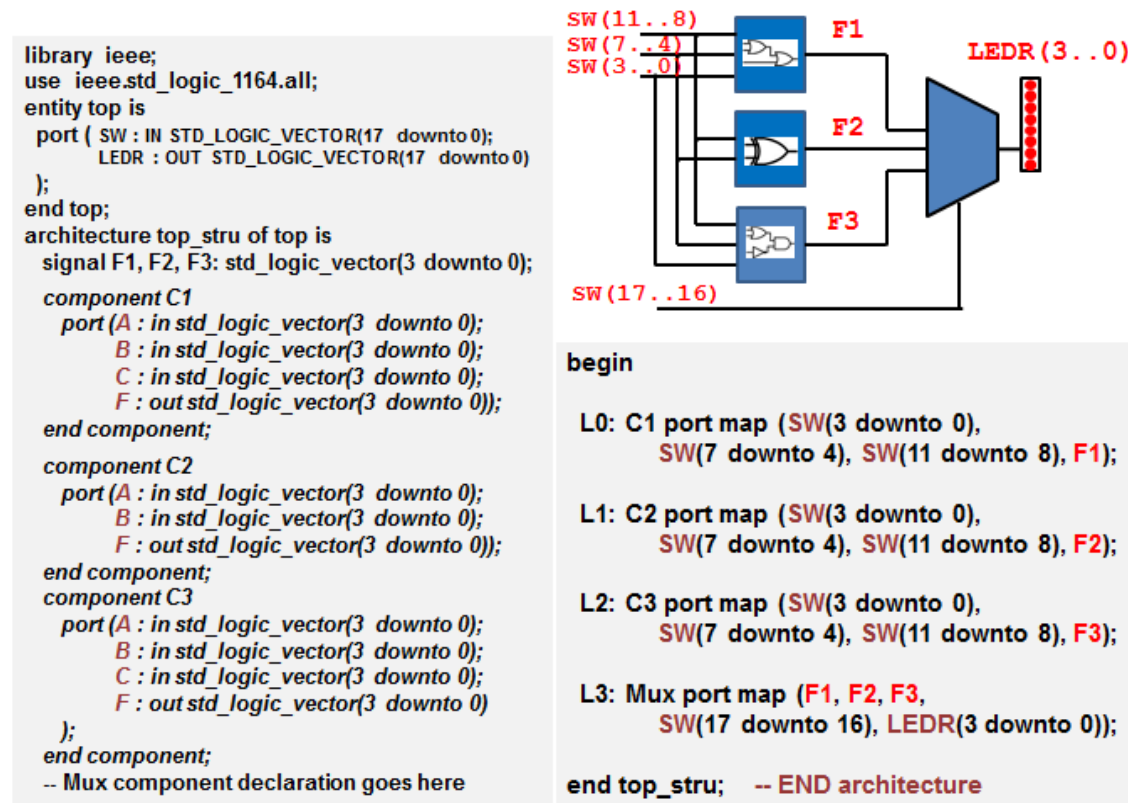 library ieee;
use ieee.std_logic_1164.all;
entity top is
port ( SW : IN STD_LOGIC_VECTOR(17 downto 0);
LEDR : OUT STD_LOGIC_VECTOR(17 downto 0)
);
end top;
architecture top_stru of top is
signal F1, F2, F3: std_logic_vector(3 downto 0);
component C1
port (A : in std_logic_vector(3 downto 0);
B : in std_logic_vector(3 downto 0);
C : in std_logic_vector(3 downto 0);
F : out std_logic_vector(3 downto 0));
end component;
component C2
port (A : in std_logic_vector(3 downto 0);
B : in std_logic_vector(3 downto 0);
F : out std_logic_vector(3 downto 0));
end component;
component C3
port (A : in std_logic_vector(3 downto 0);
B : in std_logic_vector(3 downto 0);
C : in std_logic_vector(3 downto 0);
F : out std_logic_vector(3 downto 0)
);
end component;
-- Mux component declaration goes here
SW(11..8)
SW(7..4)
SW(3..0)
F1
LEDR(3..0)
F2
F3
SW(17..16)
begin
L0: C1 port map (SW(3 downto 0),
SW(7 downto 4), SW(11 downto 8), F1);
L1: C2 port map (SW(3 downto 0),
SW(7 downto 4), SW(11 downto 8), F2);
L2: C3 port map (SW(3 downto 0),
SW(7 downto 4), SW(11 downto 8), F3);
L3: Mux port map (F1, F2, F3,
SW(17 downto 16), LEDR(3 downto 0));
end top_stru; -- END architecture